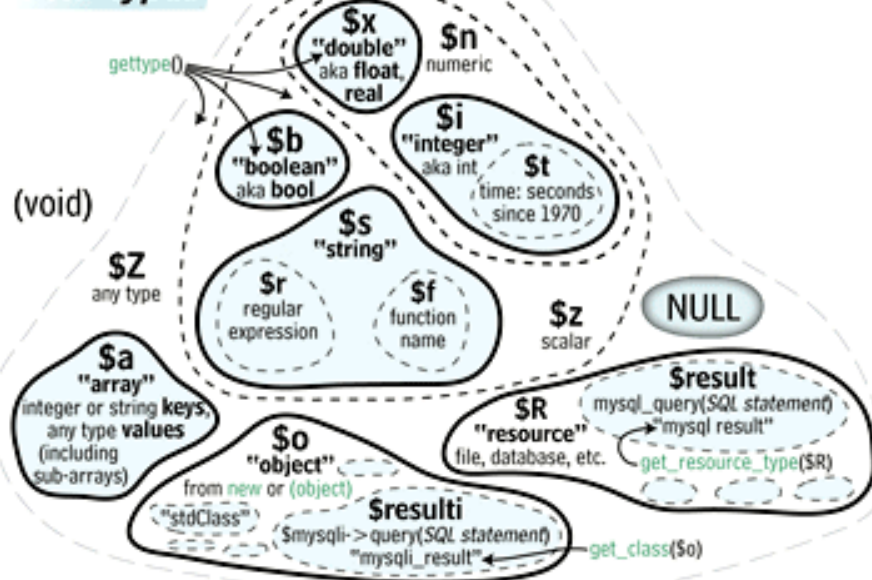 $x
"double"
aka float,
real
$n
numeric
gettype()
$i
"integer"
aka int
$t
time: seconds
since 1970
$b
"boolean"
aka bool
(void)
$s
"string"
$r
regular
expression
$f
function
name
$Z
any type
$z
scalar
NULL
$a
"array"
integer or string keys,
any type values
(including
sub-arrays)
$R
"resource"
file, database, etc.
$result
mysql_query(SQL statement)
"mysql result"
get_resource_type($R)
$o
"object"
from new or (object)
"stdClass"
$resulti
$mysqli->query(SQL statement)
"mysqli_result"
get_class($o)